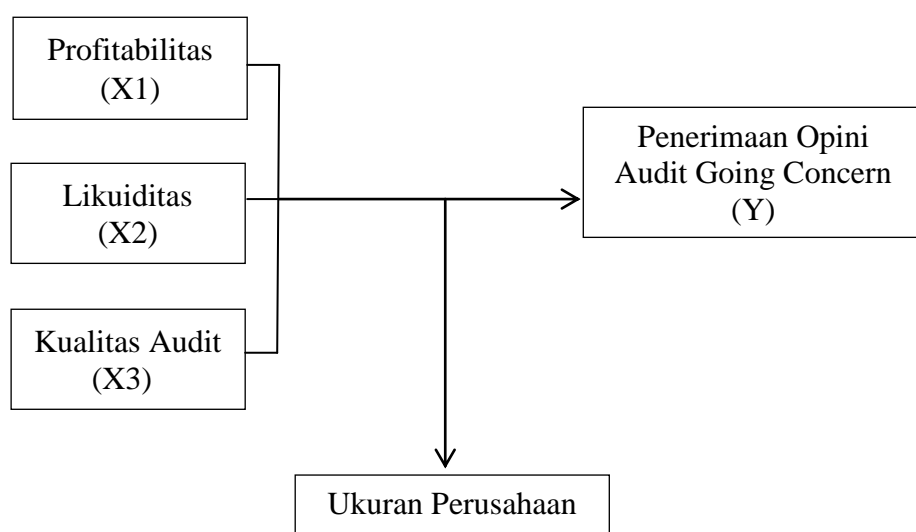 Profitabilitas
(X1)
Likuiditas
(X2)
Kualitas Audit
(X3)
Penerimaan Opini
Audit Going Concern
(Y)
Ukuran Perusahaan